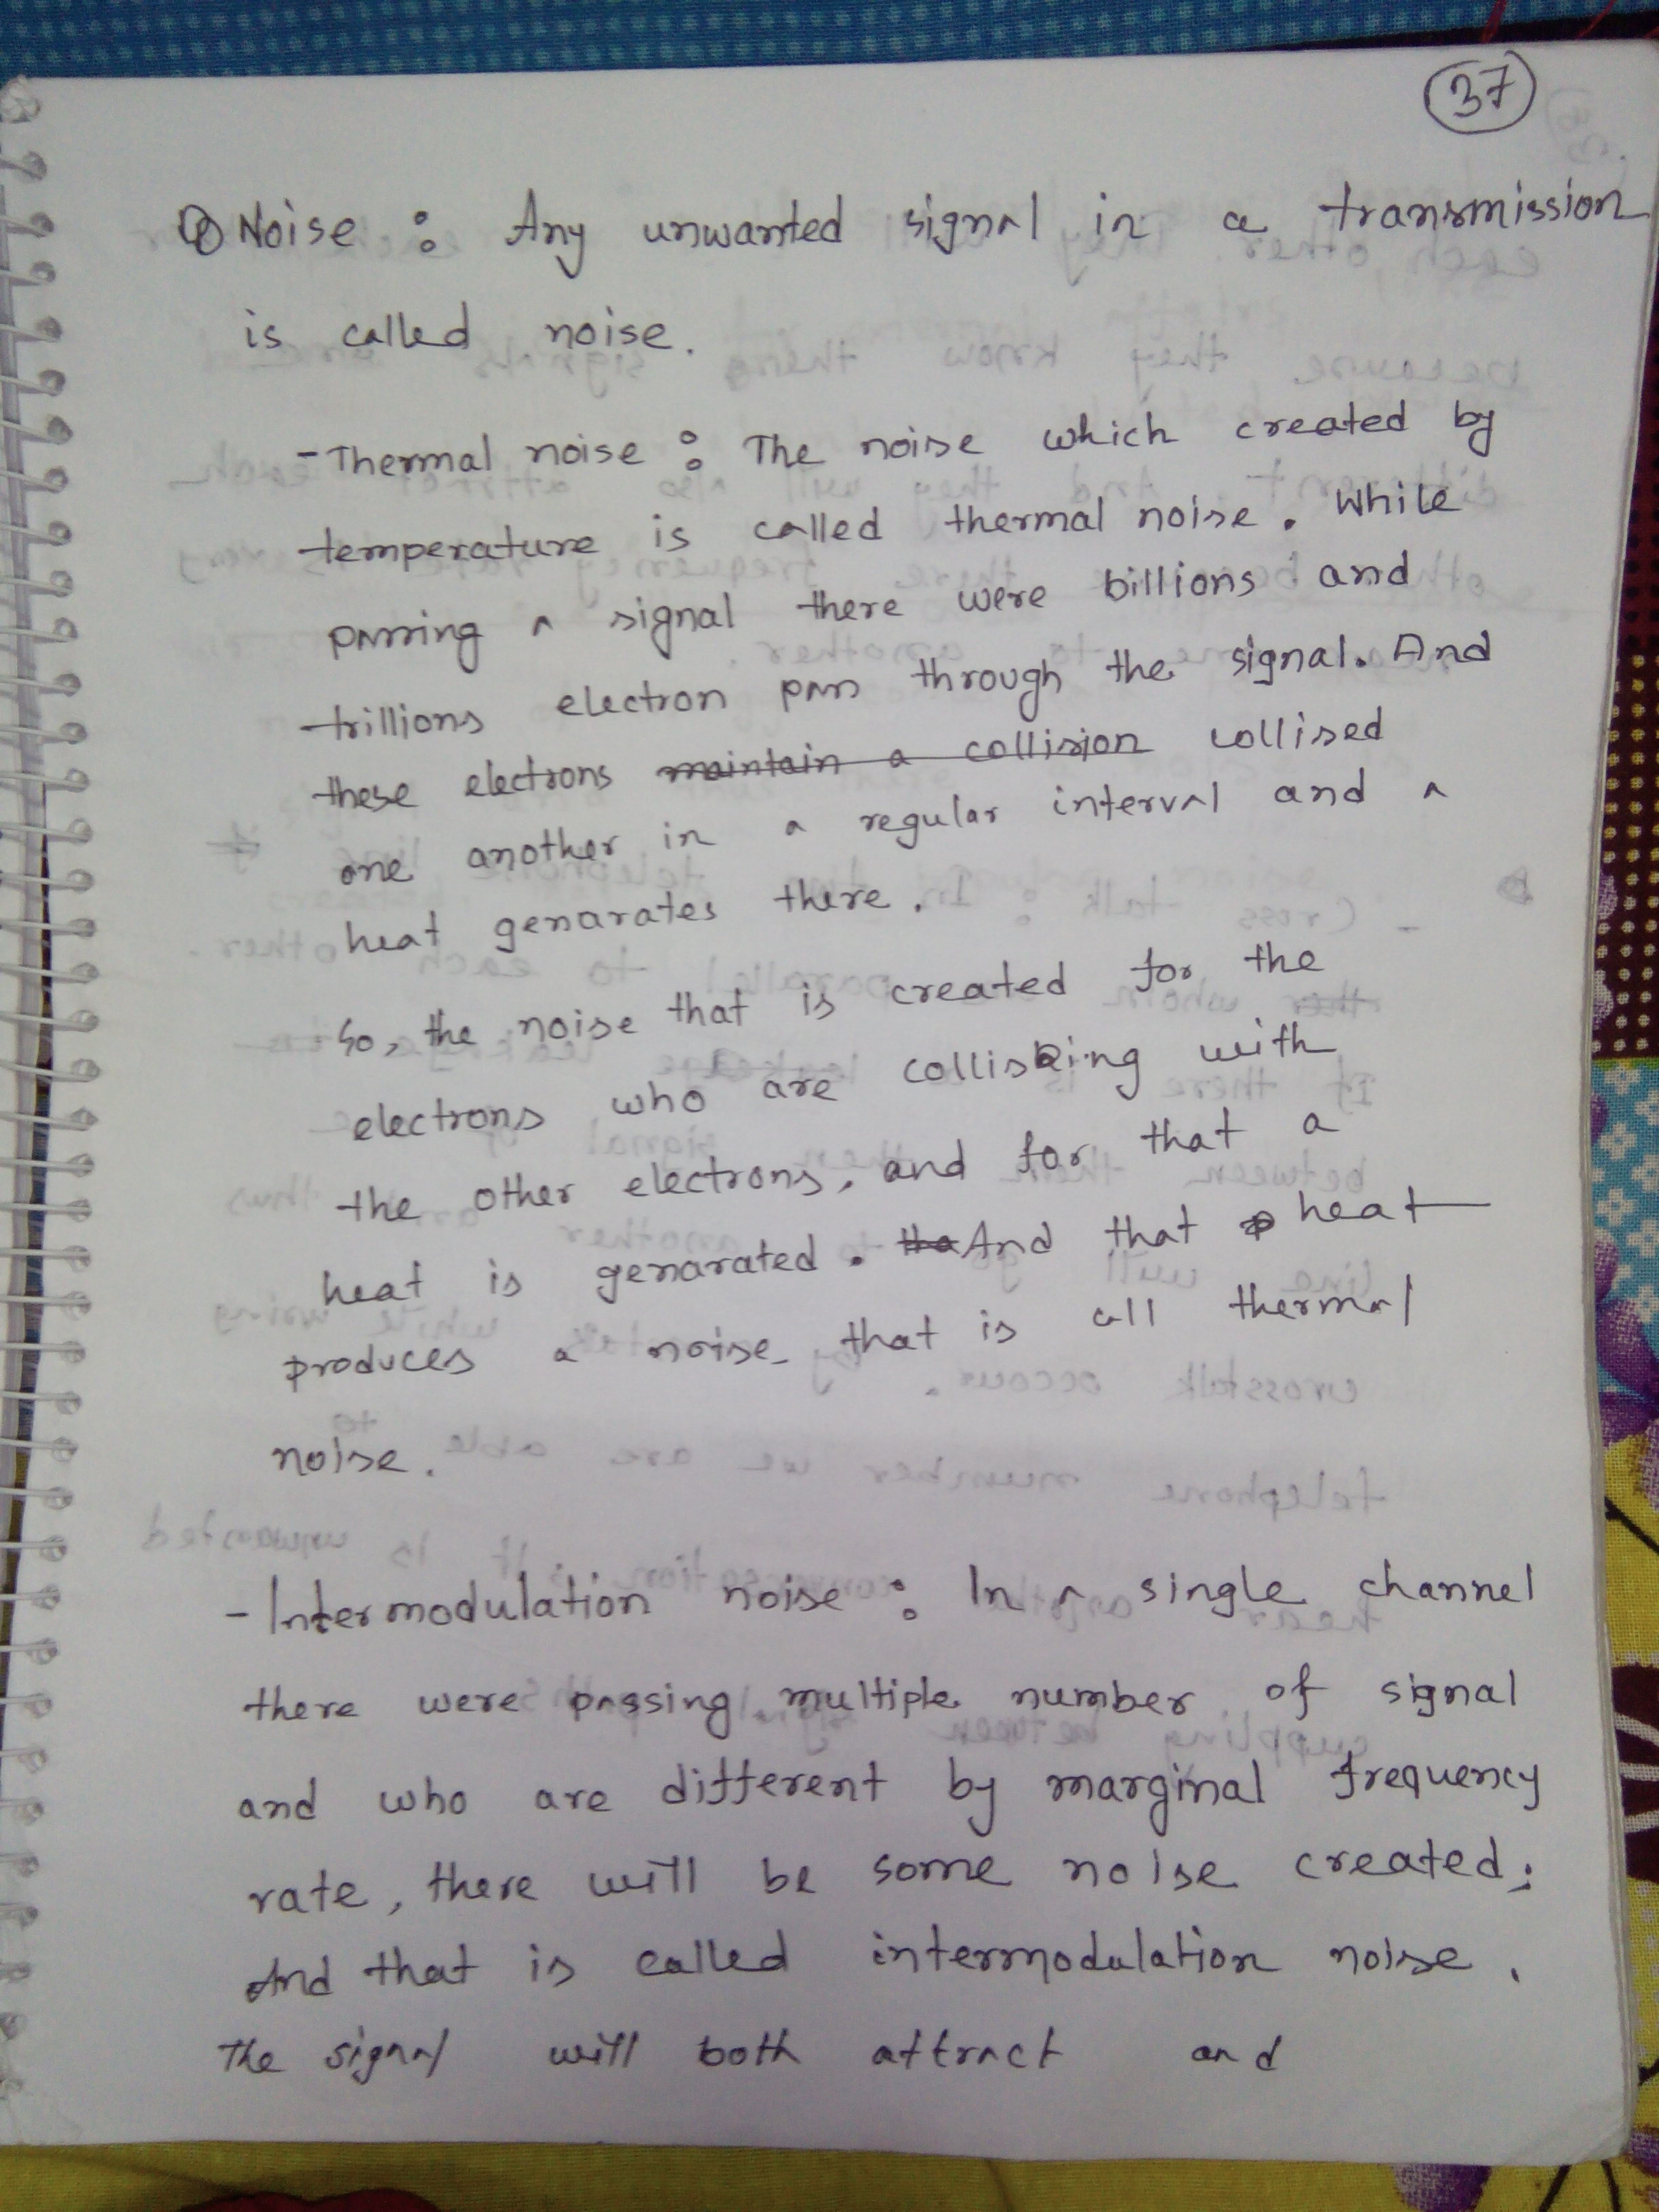 37
Noise : Any unwanted signal in a transmission
is called noise.
- Thermal noise : The noise which created by
temperature is called thermal noise. While
passing a signal there were billions and
trillions electron pass through the signal. And
these electrons maintain a collision collised
one another in a regular interval and a
heat genarates there.
So, the noise that is created for the
electrons who are collising with
the other electrons, and for that a
heat is genarated. And that heat
produces a noise that is call thermal
noise.
- Intermodulation noise : In a single channel
there were passing multiple number of signal
and who are different by marginal frequency
rate, there will be some noise created.
And that is called intermodulation noise.
The signal will both attract and